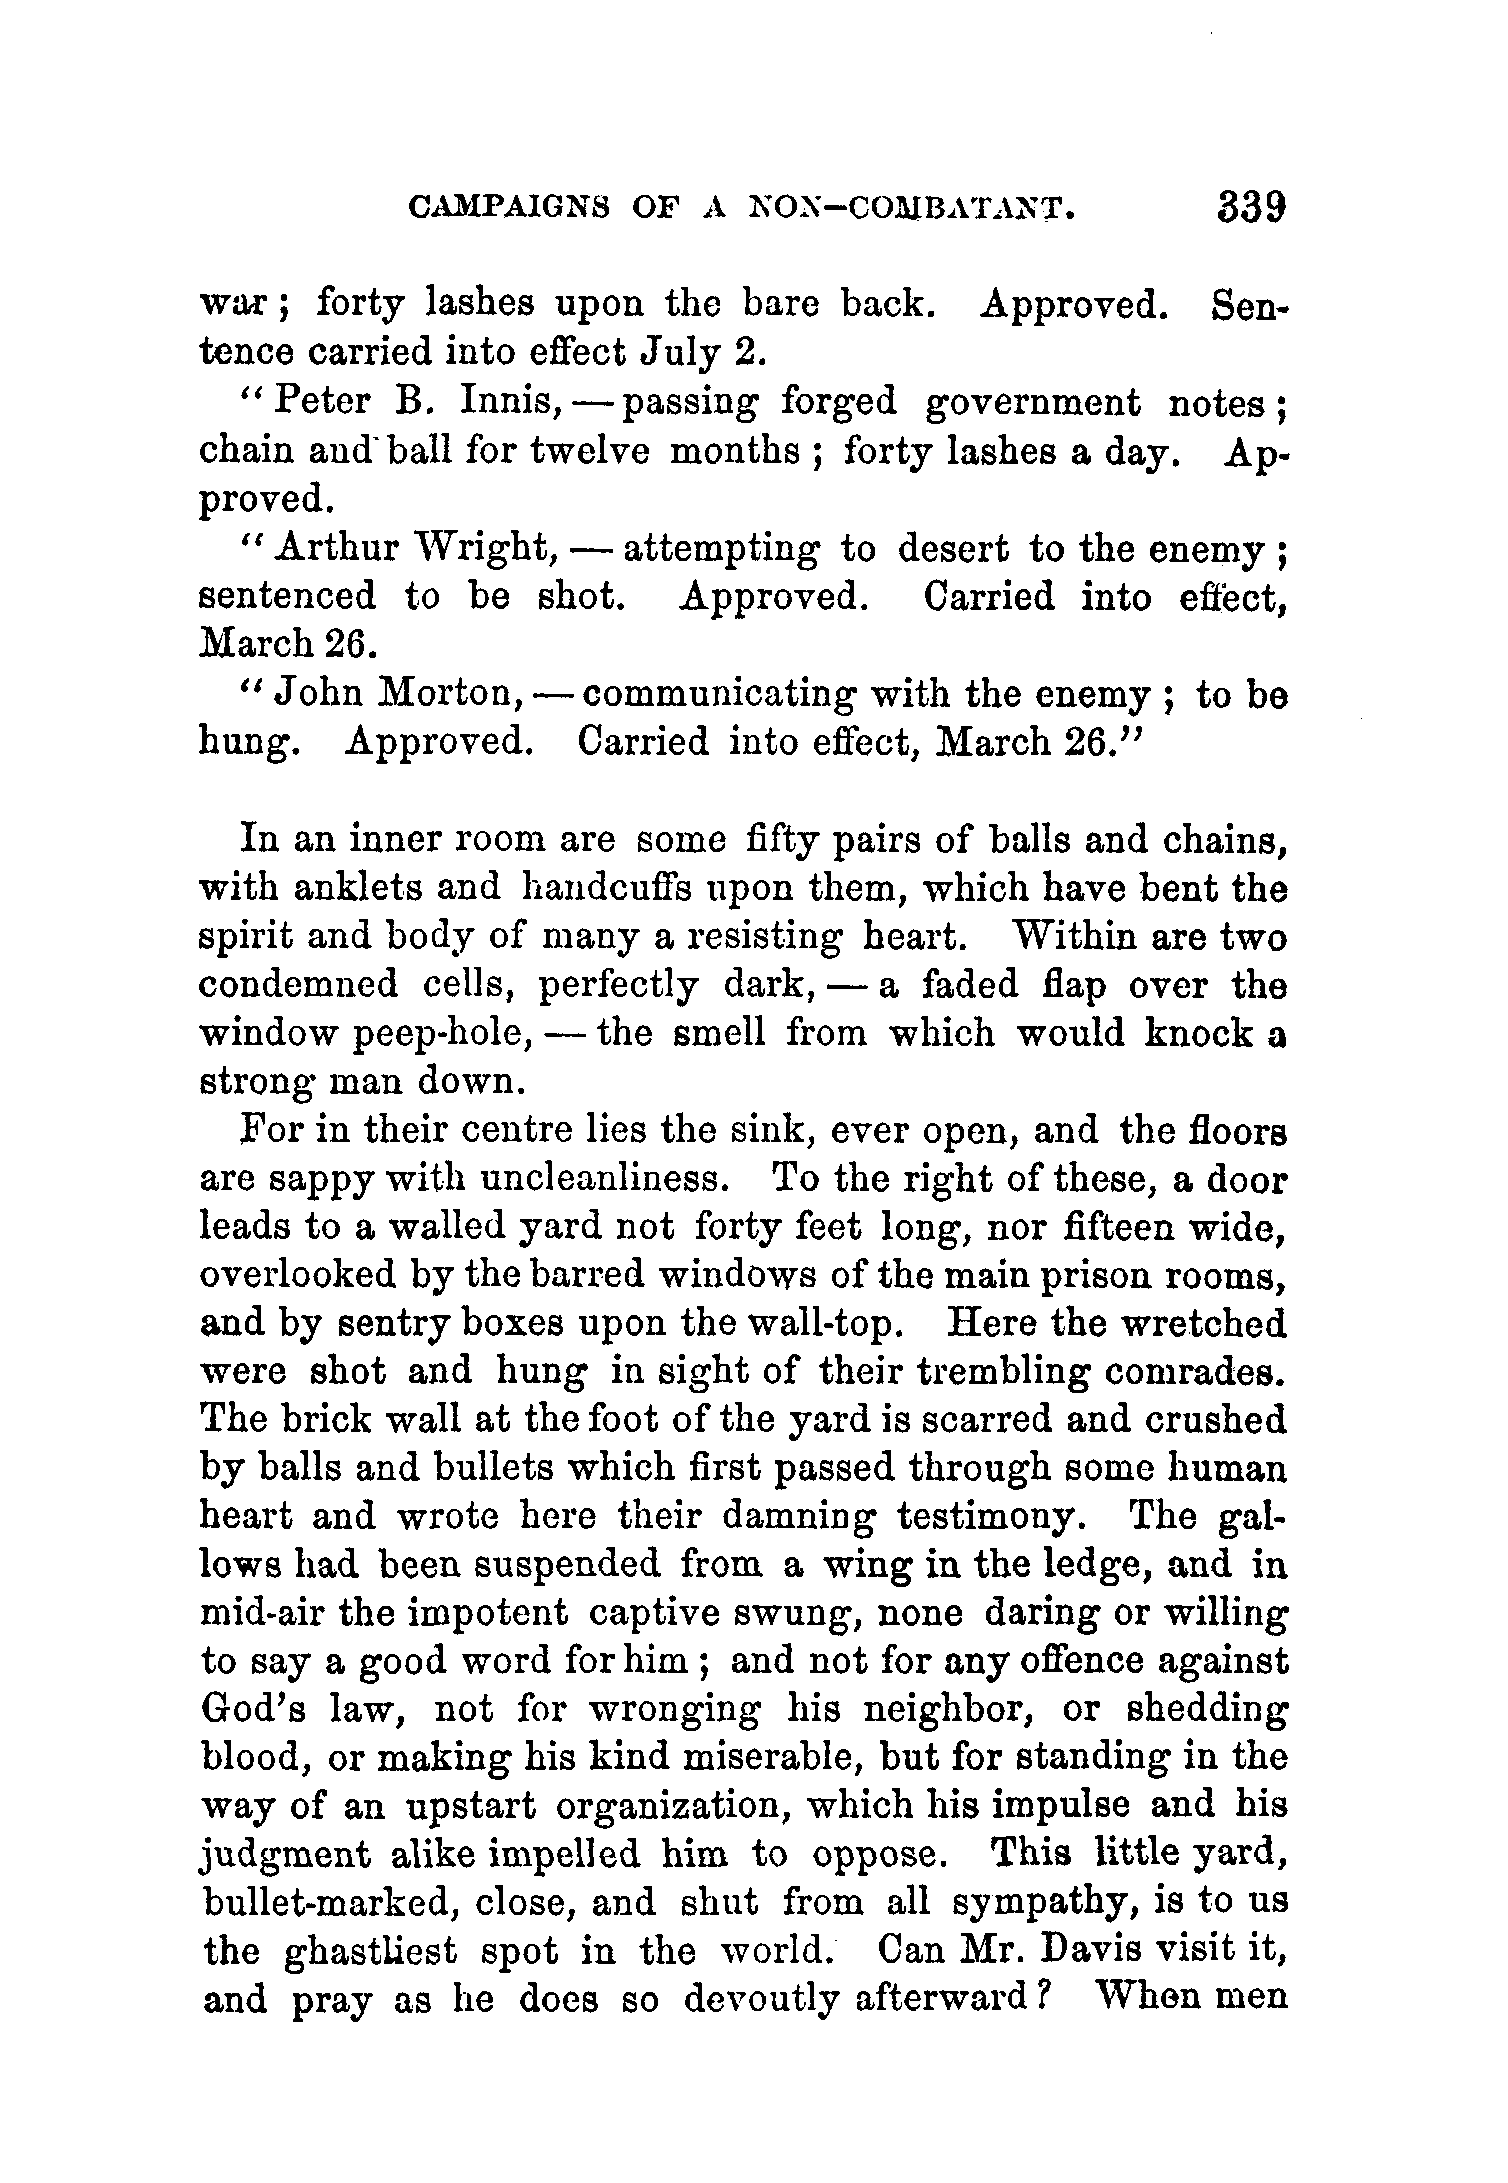 CAMPAIGNS OF A NON-COMBATANT. 339
war ; forty lashes upon the bare back. Approved. Sen-
tence carried into effect July 2.
" Peter B. Innis, — passing forged government notes ;
chain and ball for twelve months ; forty lashes a day. Ap-
proved.
" Arthur Wright, — attempting to desert to the enemy ;
sentenced to be shot. Approved. Carried into effect,
March 26.
" John Morton, — communicating with the enemy ; to be
hung. Approved. Carried into effect, March 26."
In an inner room are some fifty pairs of balls and chains,
with anklets and handcuffs upon them, which have bent the
spirit and body of many a resisting heart. Within are two
condemned cells, perfectly dark, — a faded flap over the
window peep-hole, — the smell from which would knock a
strong man down.
For in their centre lies the sink, ever open, and the floors
are sappy with uncleanliness. To the right of these, a door
leads to a walled yard not forty feet long, nor fifteen wide,
overlooked by the barred windows of the main prison rooms,
and by sentry boxes upon the wall-top. Here the wretched
were shot and hung in sight of their trembling comrades.
The brick wall at the foot of the yard is scarred and crushed
by balls and bullets which first passed through some human
heart and wrote here their damning testimony. The gal-
lows had been suspended from a wing in the ledge, and in
mid-air the impotent captive swung, none daring or willing
to say a good word for him ; and not for any offence against
God's law, not for wronging his neighbor, or shedding
blood, or making his kind miserable, but for standing in the
way of an upstart organization, which his impulse and his
judgment alike impelled him to oppose. This little yard,
bullet-marked, close, and shut from all sympathy, is to us
the ghastliest spot in the world. Can Mr. Davis visit it,
and pray as he does so devoutly afterward ? When men